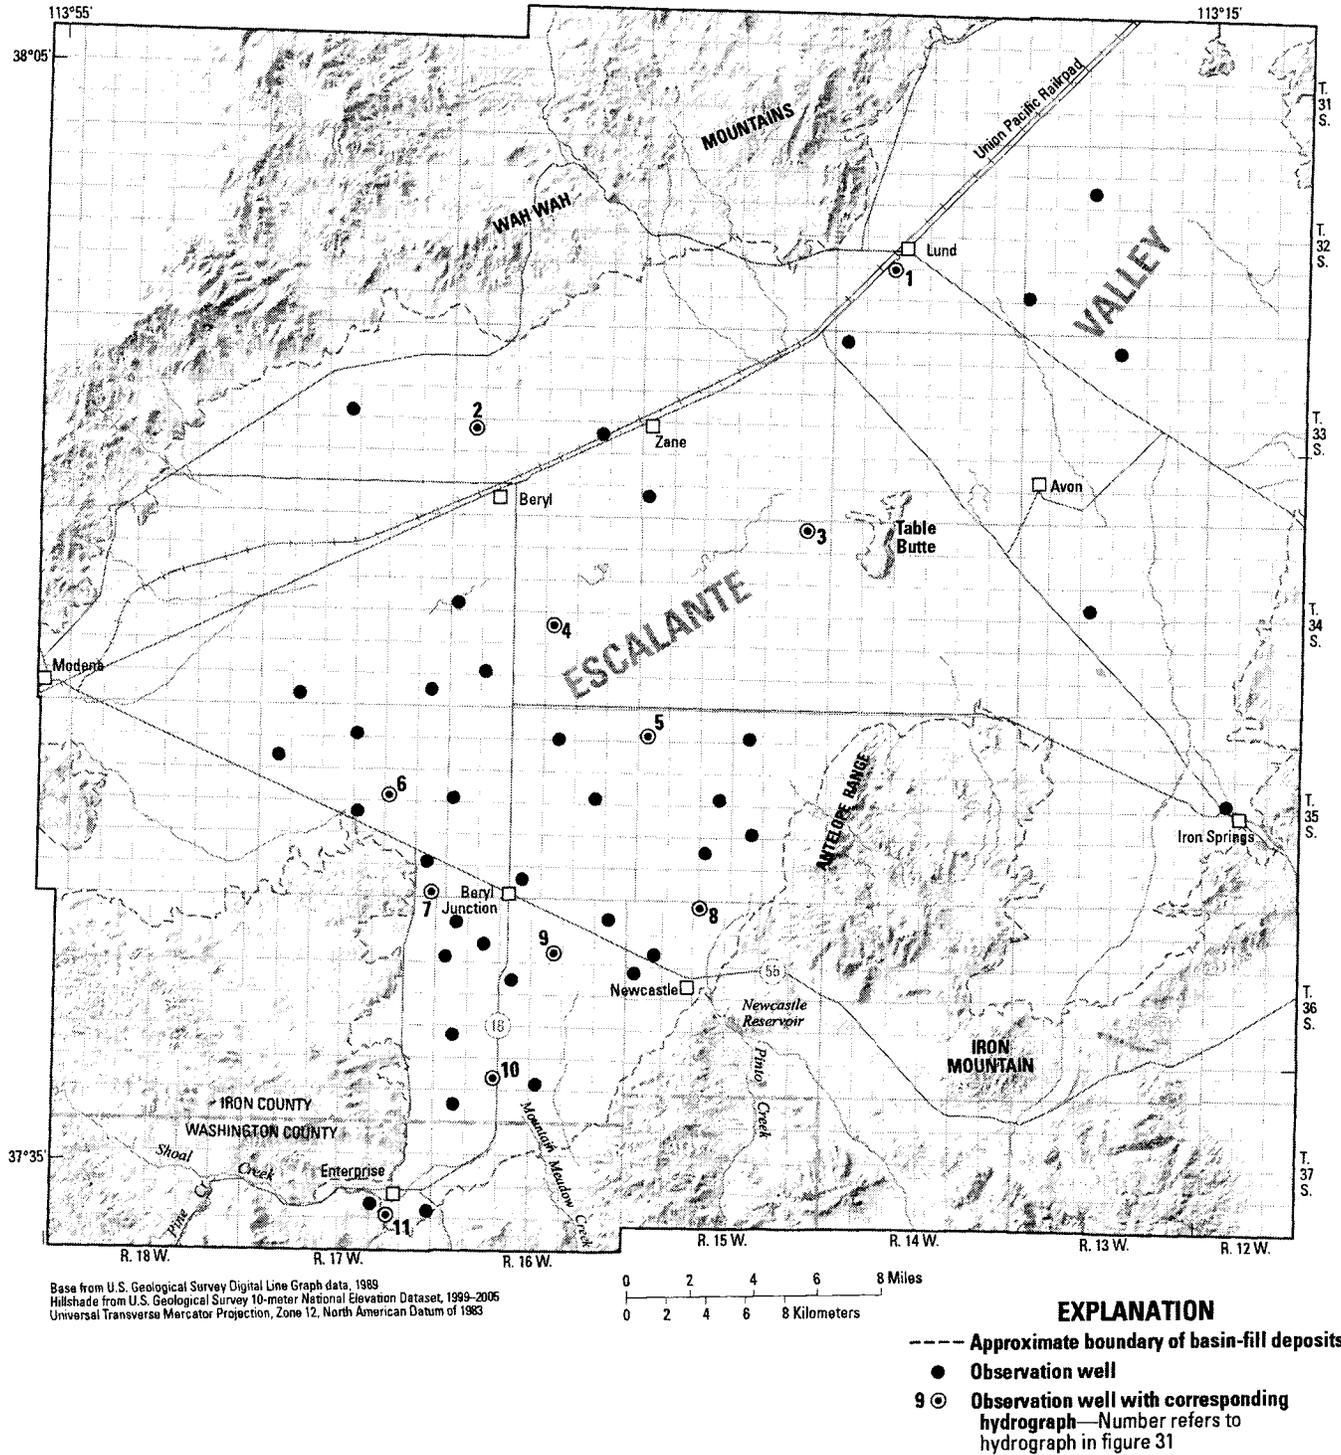 113°55'
113°15'
38°05'
T.
31
S.
MOUNTAINS
Union Pacific Railroad
WAH WAH
T.
32
S.
Lund
1
VALLEY
2
Zane
T.
33
S.
Beryl
Avon
3
Table
Butte
4
ESCALANTE
T.
34
S.
Modena
5
6
ANTELOPE RANGE
T.
35
S.
Iron Springs
Beryl
Junction
7
8
9
56
Newcastle
Newcastle
Reservoir
T.
36
S.
18
IRON
MOUNTAIN
10
Pinto Creek
IRON COUNTY
WASHINGTON COUNTY
Mountain Meadow Creek
37°35'
Shoal Creek
Enterprise
T.
37
S.
Pine Cr
11
R. 18 W.
R. 17 W.
R. 16 W.
R. 15 W.
R. 14 W.
R. 13 W.
R. 12 W.
Base from U.S. Geological Survey Digital Line Graph data, 1989
Hillshade from U.S. Geological Survey 10-meter National Elevation Dataset, 1999–2005
Universal Transverse Mercator Projection, Zone 12, North American Datum of 1983
0 2 4 6 8 Miles
0 2 4 6 8 Kilometers
EXPLANATION
Approximate boundary of basin-fill deposits
Observation well
9 Observation well with corresponding
hydrograph—Number refers to
hydrograph in figure 31